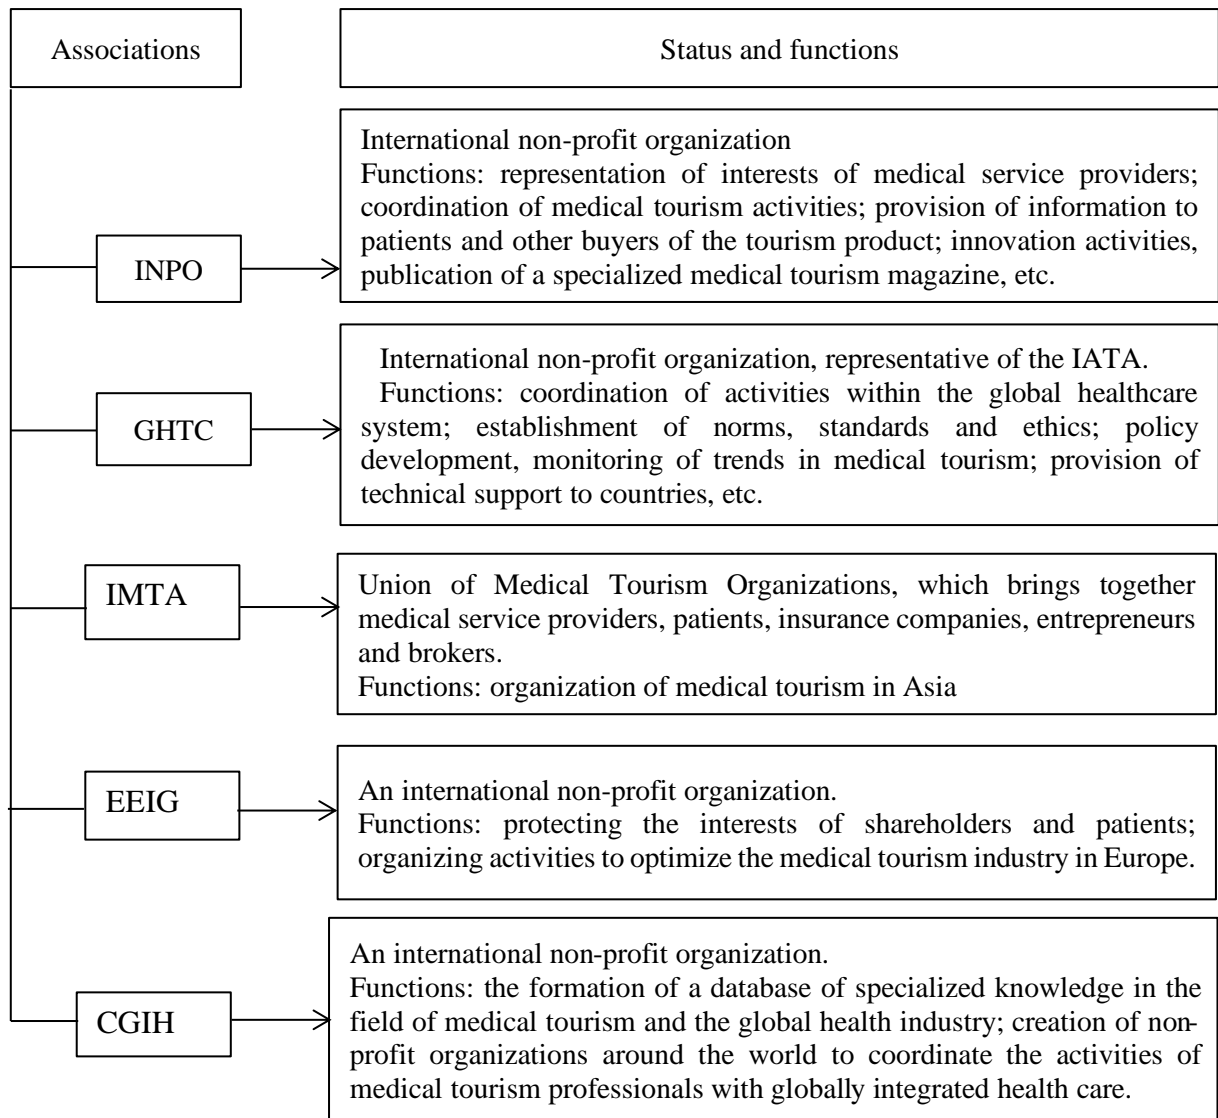 Associations
Status and functions
INPO
International non-profit organization
Functions: representation of interests of medical service providers;
coordination of medical tourism activities; provision of information to
patients and other buyers of the tourism product; innovation activities,
publication of a specialized medical tourism magazine, etc.
GHTC
International non-profit organization, representative of the IATA.
Functions: coordination of activities within the global healthcare
system; establishment of norms, standards and ethics; policy
development, monitoring of trends in medical tourism; provision of
technical support to countries, etc.
IMTA
Union of Medical Tourism Organizations, which brings together
medical service providers, patients, insurance companies, entrepreneurs
and brokers.
Functions: organization of medical tourism in Asia
EEIG
An international non-profit organization.
Functions: protecting the interests of shareholders and patients;
organizing activities to optimize the medical tourism industry in Europe.
CGIH
An international non-profit organization.
Functions: the formation of a database of specialized knowledge in the
field of medical tourism and the global health industry; creation of non-
profit organizations around the world to coordinate the activities of
medical tourism professionals with globally integrated health care.